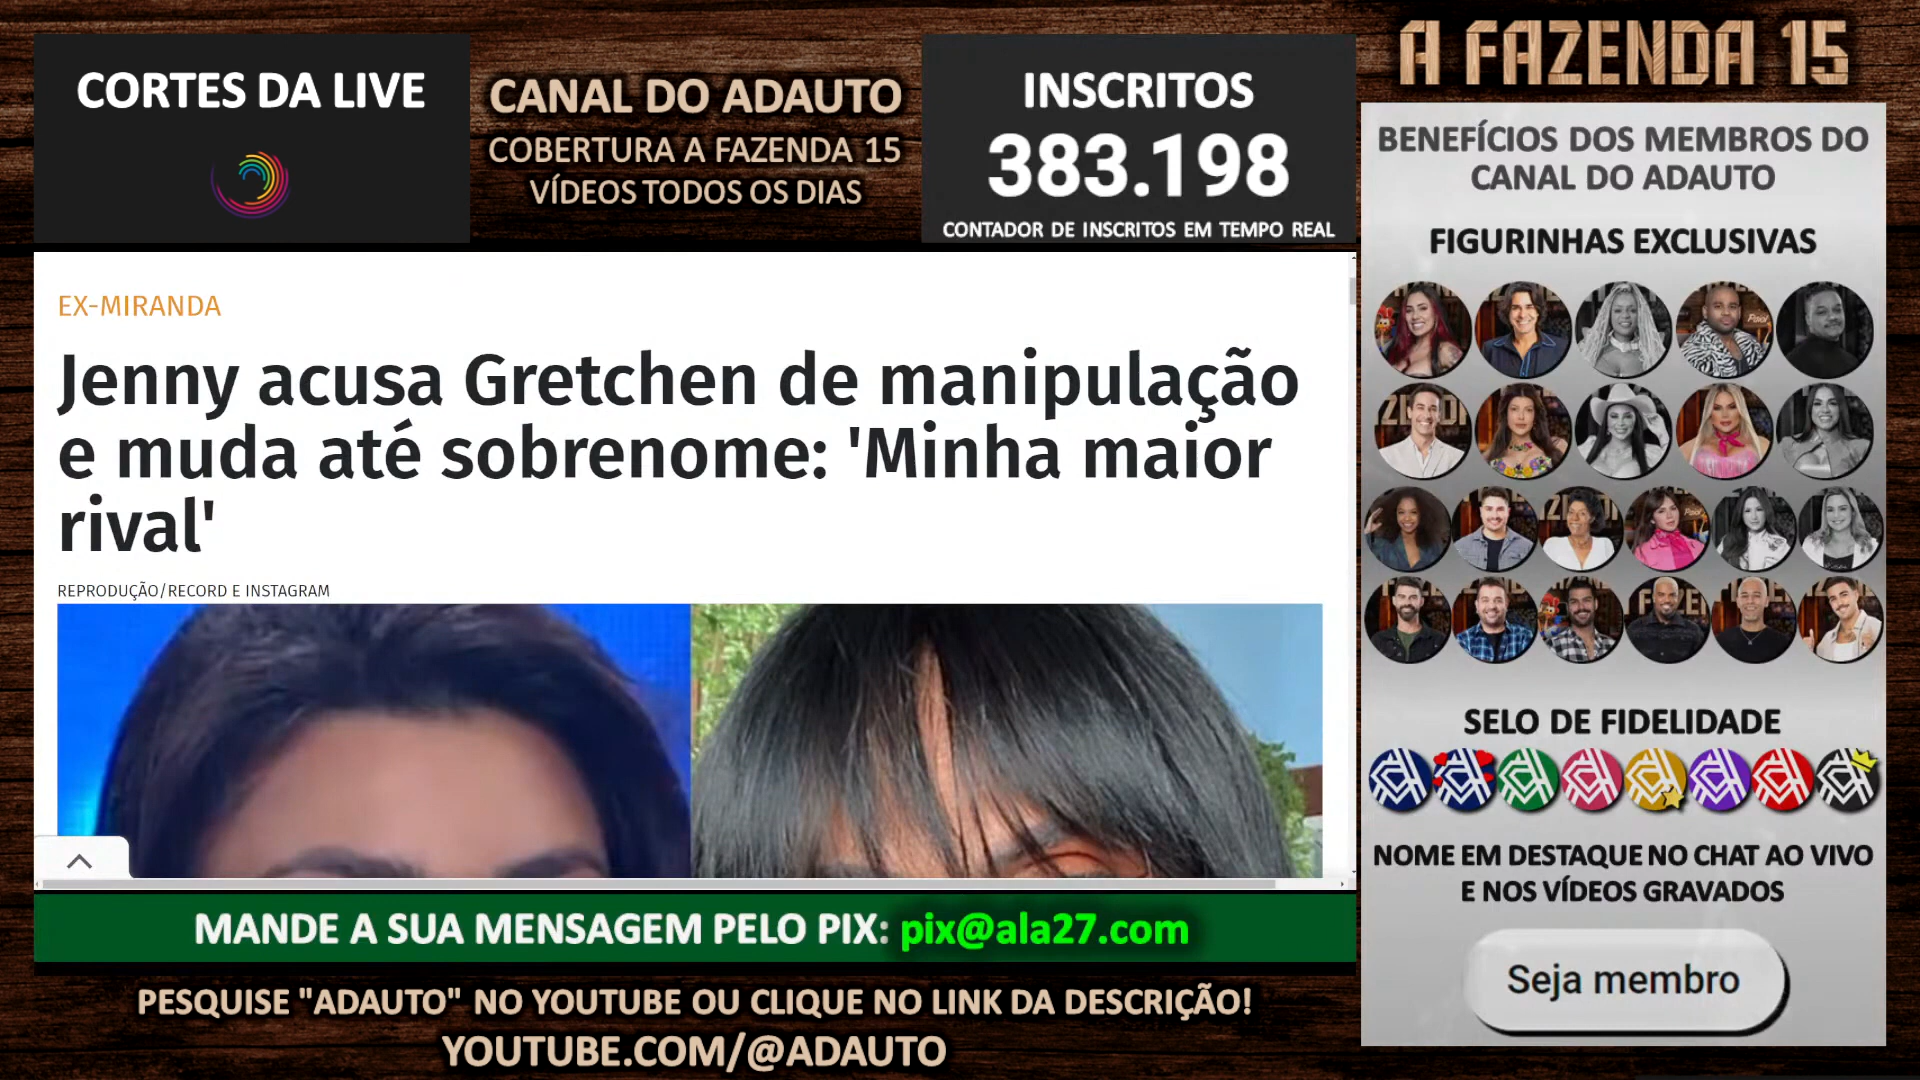 CORTES DA LIVE
CANAL DO ADAUTO
COBERTURA A FAZENDA 15
VÍDEOS TODOS OS DIAS
INSCRITOS
383.198
CONTADOR DE INSCRITOS EM TEMPO REAL
A FAZENDA 15
EX-MIRANDA
Jenny acusa Gretchen de manipulação
e muda até sobrenome: 'Minha maior
rival'
REPRODUÇÃO/RECORD E INSTAGRAM
MANDE A SUA MENSAGEM PELO PIX: pix@ala27.com
PESQUISE "ADAUTO" NO YOUTUBE OU CLIQUE NO LINK DA DESCRIÇÃO!
YOUTUBE.COM/@ADAUTO
BENEFÍCIOS DOS MEMBROS DO
CANAL DO ADAUTO
FIGURINHAS EXCLUSIVAS
SELO DE FIDELIDADE
NOME EM DESTAQUE NO CHAT AO VIVO
E NOS VÍDEOS GRAVADOS
Seja membro